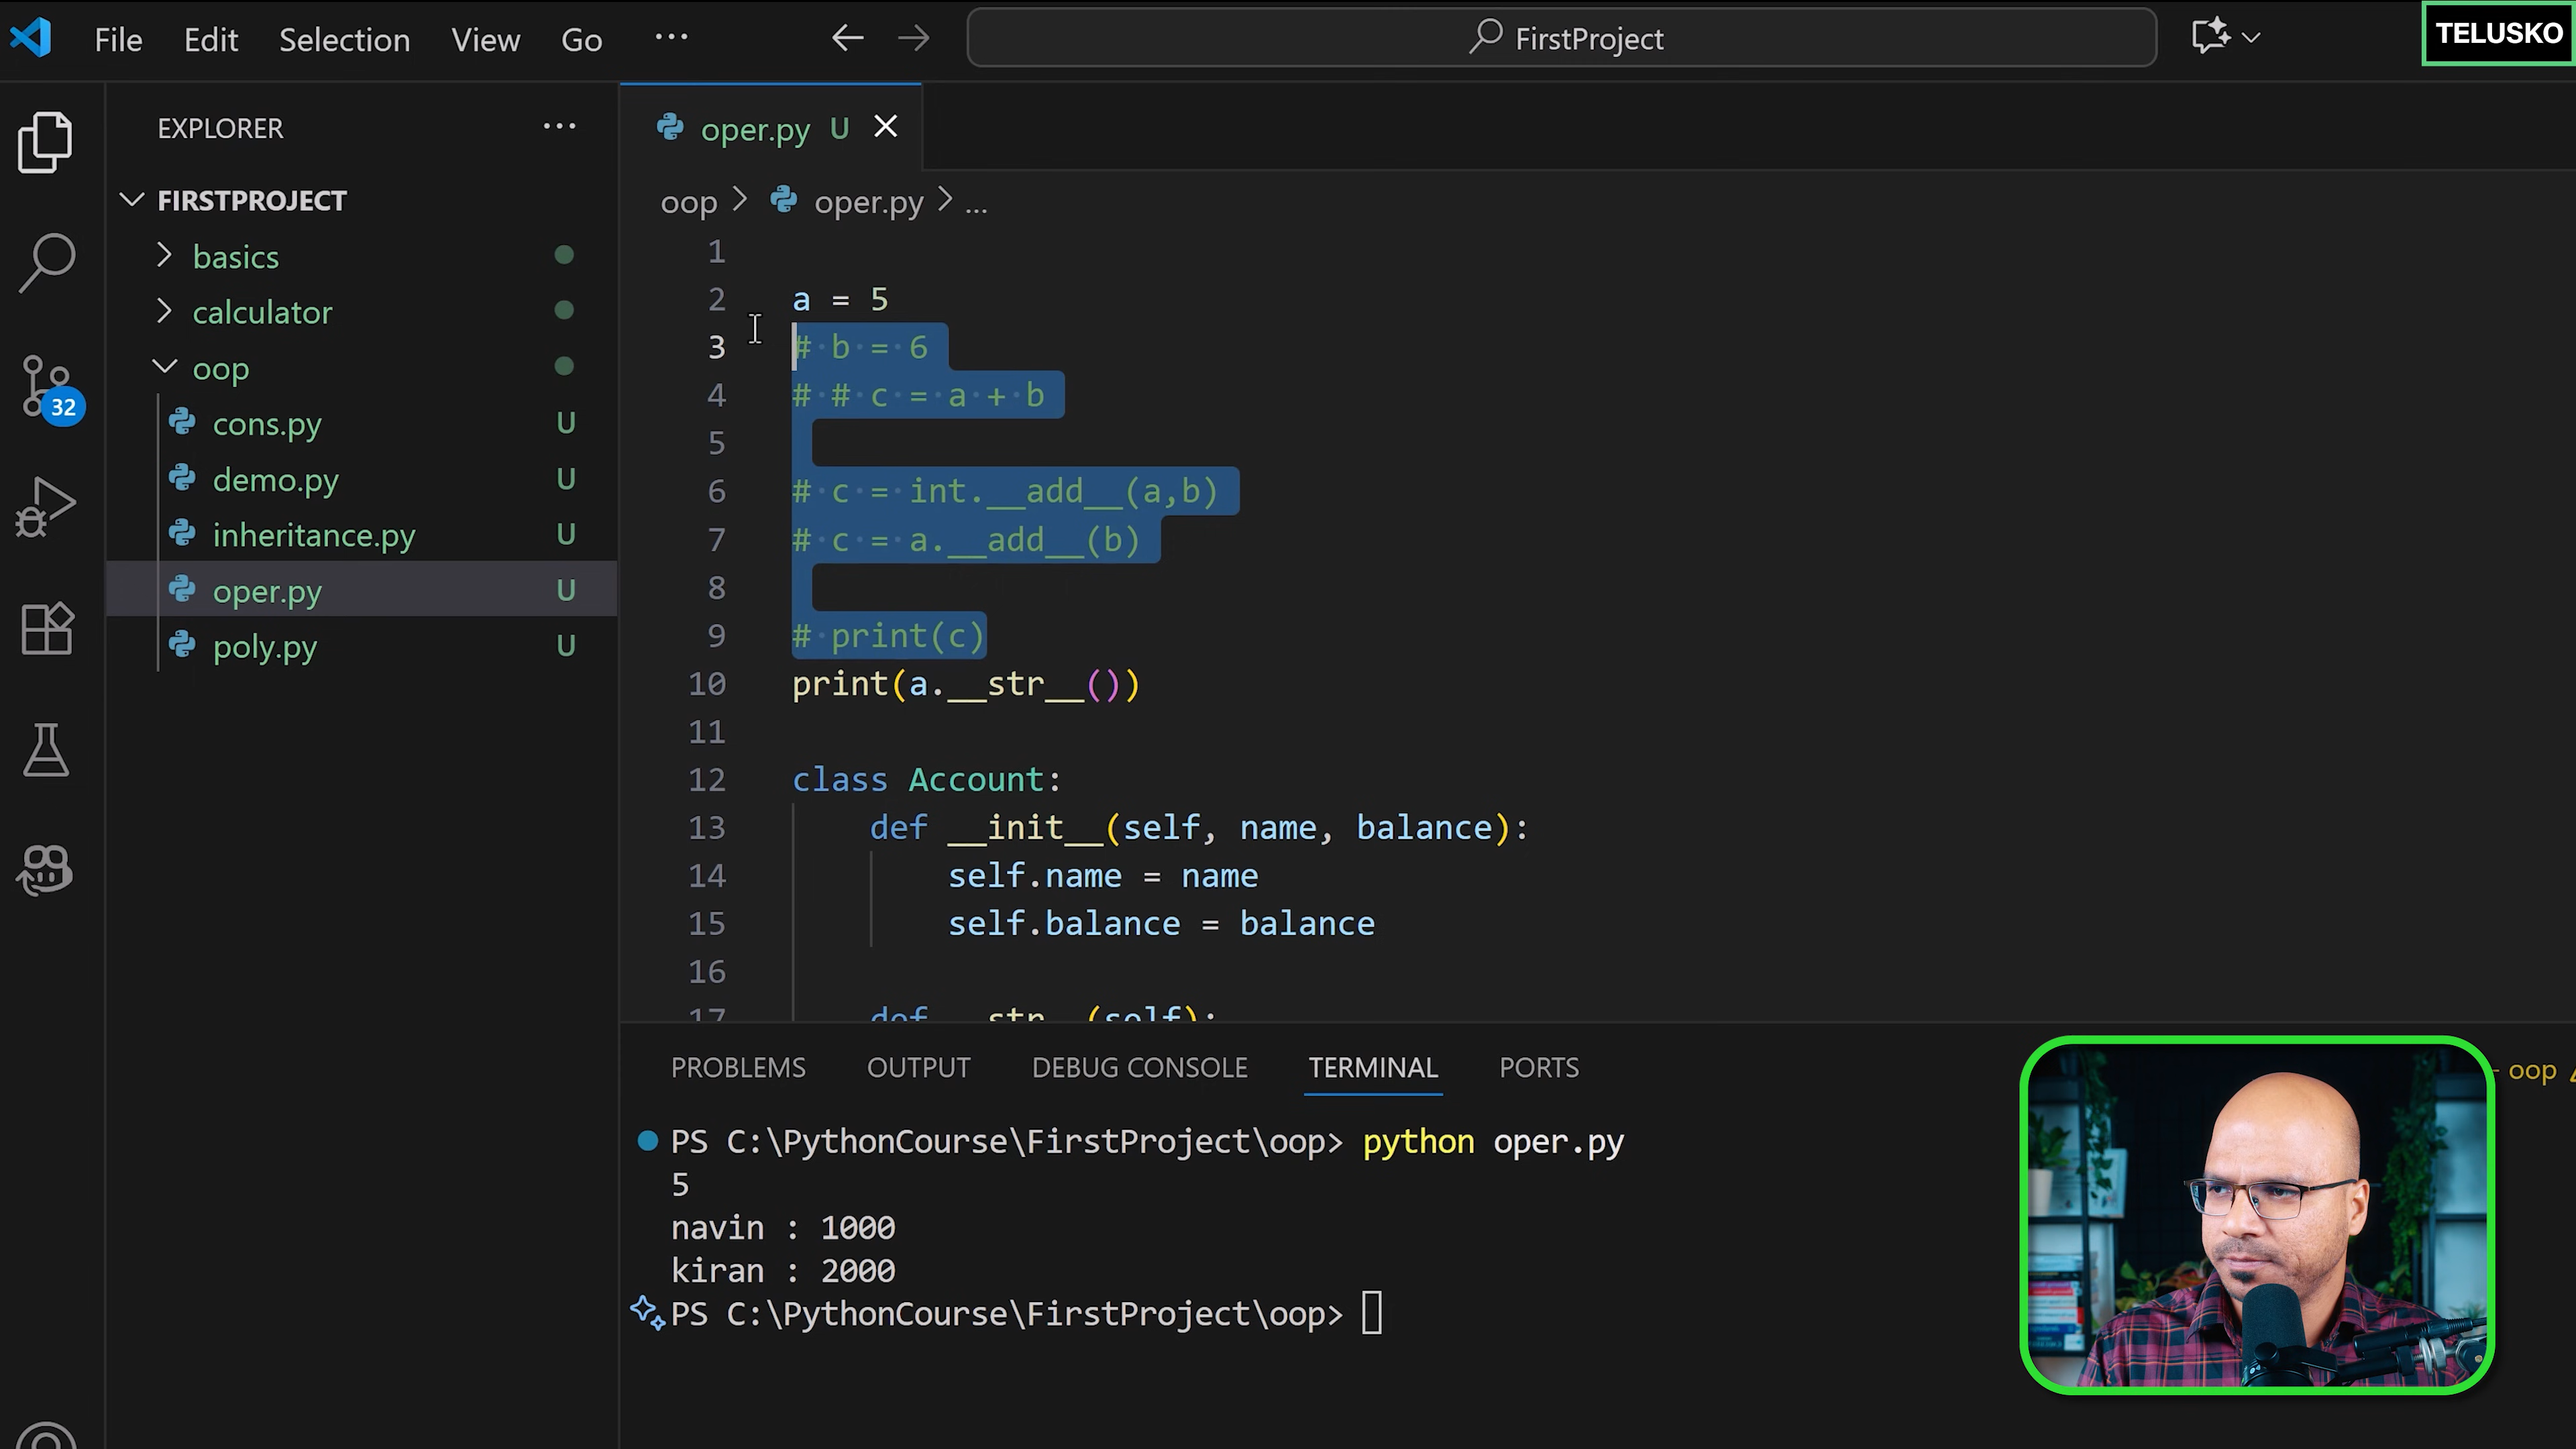 File Edit Selection View Go ... FirstProject TELUSKO
EXPLORER ...
FIRSTPROJECT
basics
calculator
oop
32
cons.py U
demo.py U
inheritance.py U
oper.py U
poly.py U
oper.py U
oop > oper.py > ...
1
2 a = 5
3 # b = 6
4 # # c = a + b
5
6 # c = int.__add__(a,b)
7 # c = a.__add__(b)
8
9 # print(c)
10 print(a.__str__())
11
12 class Account:
13 def __init__(self, name, balance):
14 self.name = name
15 self.balance = balance
16
17 def __str__(self):
PROBLEMS OUTPUT DEBUG CONSOLE TERMINAL PORTS oop
PS C:\PythonCourse\FirstProject\oop> python oper.py
5
navin : 1000
kiran : 2000
PS C:\PythonCourse\FirstProject\oop>